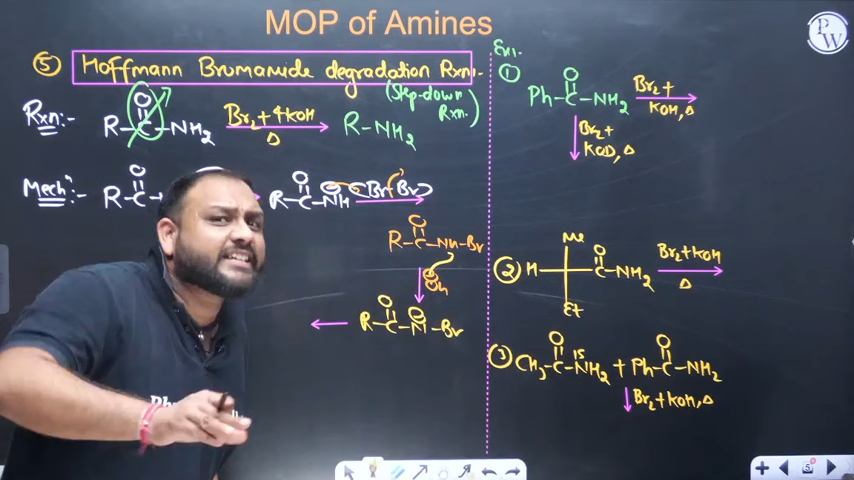 MOP of Amines
P
W
⑤ Hoffmann Bromamide degradation Rxn.
(Step-down Rxn.)
Rxn:- R-C(=O)-NH2 Br2+4KOH Δ R-NH2
Mech^n:- R-C(=O)+ R-C(=O)-NH Br-Br
R-C(=O)-NH-Br
OH
R-C(=O)-N-Br
Ex1.
① Ph-C(=O)-NH2 Br2+ KOH, Δ
Br2+
KOD, Δ
② H Me Et C(=O)-NH2 Br2+KOH Δ
③ CH3-C(=O)-15NH2 + Ph-C(=O)-NH2
Br2+KOH, Δ
5